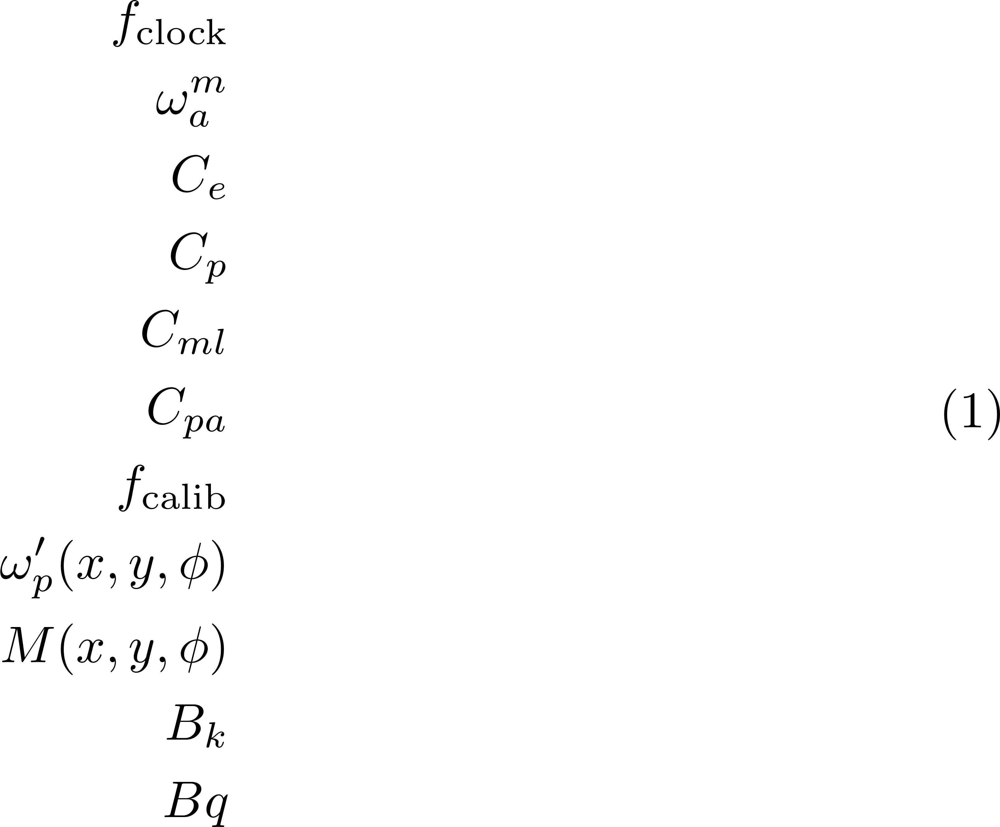 f_clock
ω_a^m
C_e
C_p
C_ml
C_pa (1)
f_calib
ω′_p(x, y, ϕ)
M(x, y, ϕ)
B_k
Bq